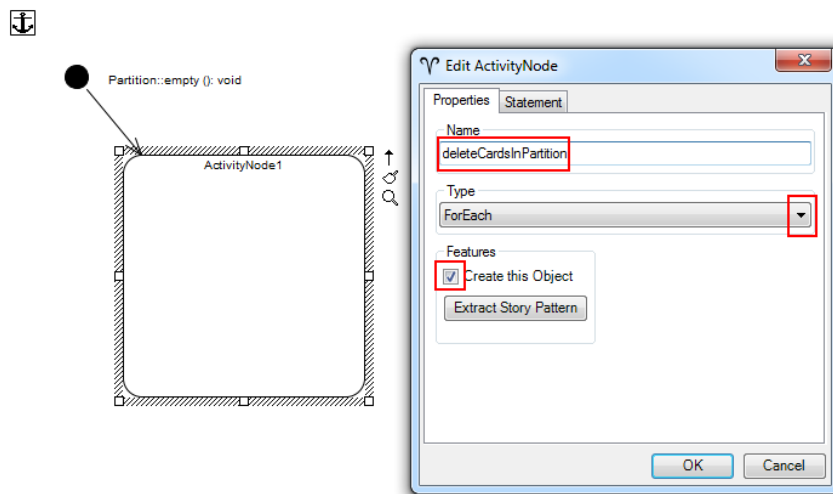 Partition::empty (): void
ActivityNode1
Edit ActivityNode
Properties
Statement
Name
deleteCardsInPartition
Type
ForEach
Features
Create this Object
Extract Story Pattern
OK
Cancel